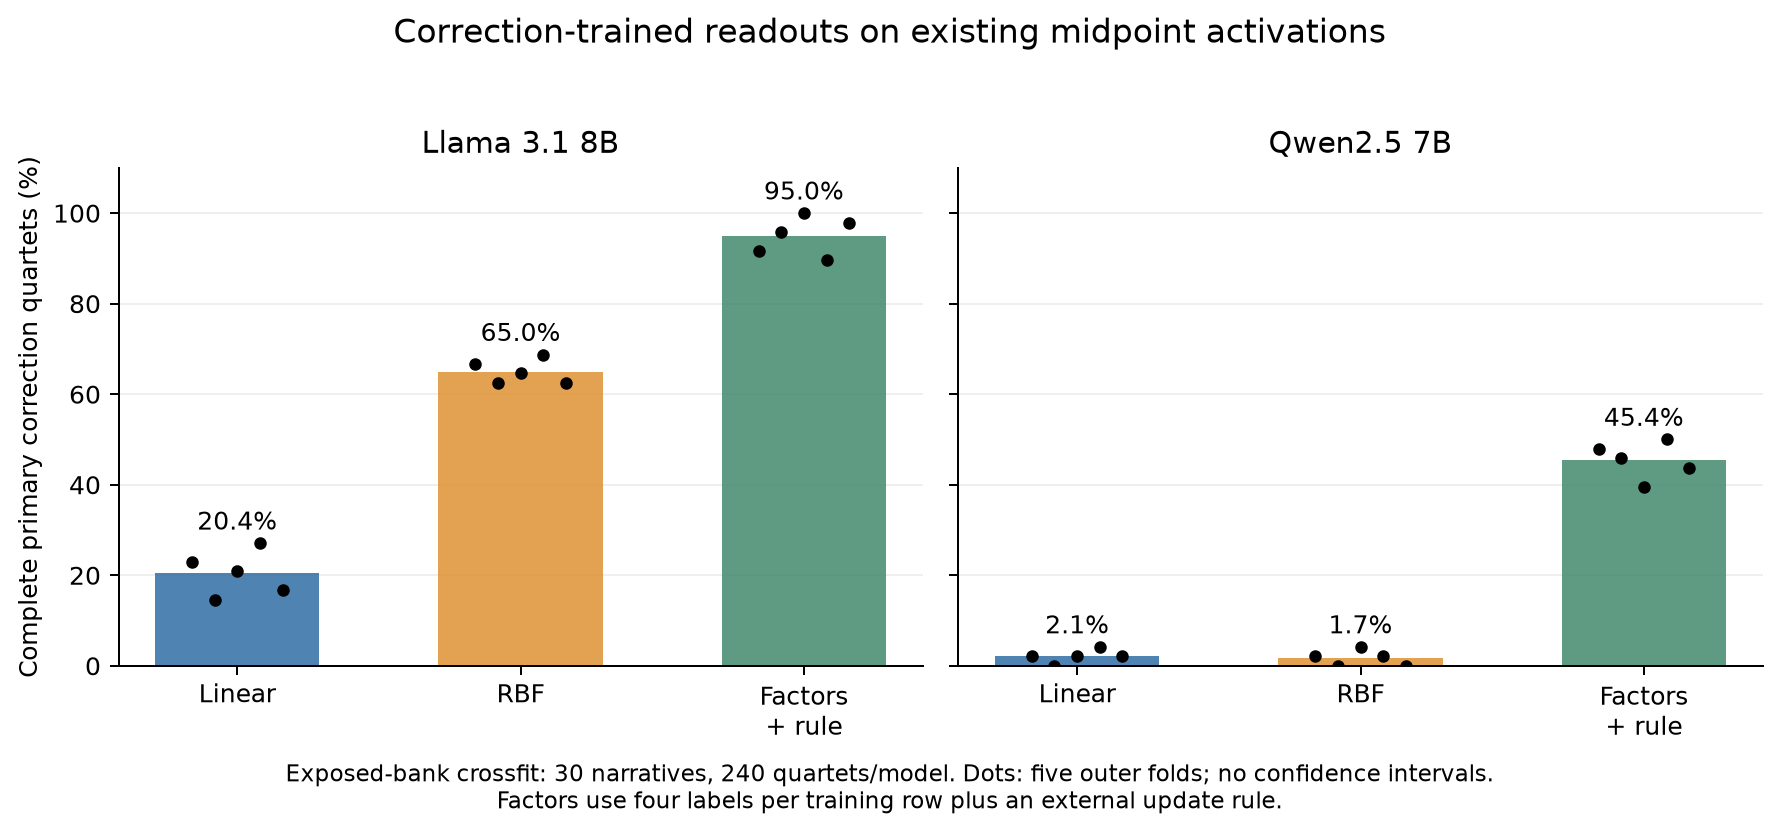 Correction-trained readouts on existing midpoint activations
Llama 3.1 8B
Qwen2.5 7B
Complete primary correction quartets (%)
100
80
60
40
20
0
20.4%
65.0%
95.0%
2.1%
1.7%
45.4%
Linear
RBF
Factors
+ rule
Linear
RBF
Factors
+ rule
Exposed-bank crossfit: 30 narratives, 240 quartets/model. Dots: five outer folds; no confidence intervals.
Factors use four labels per training row plus an external update rule.